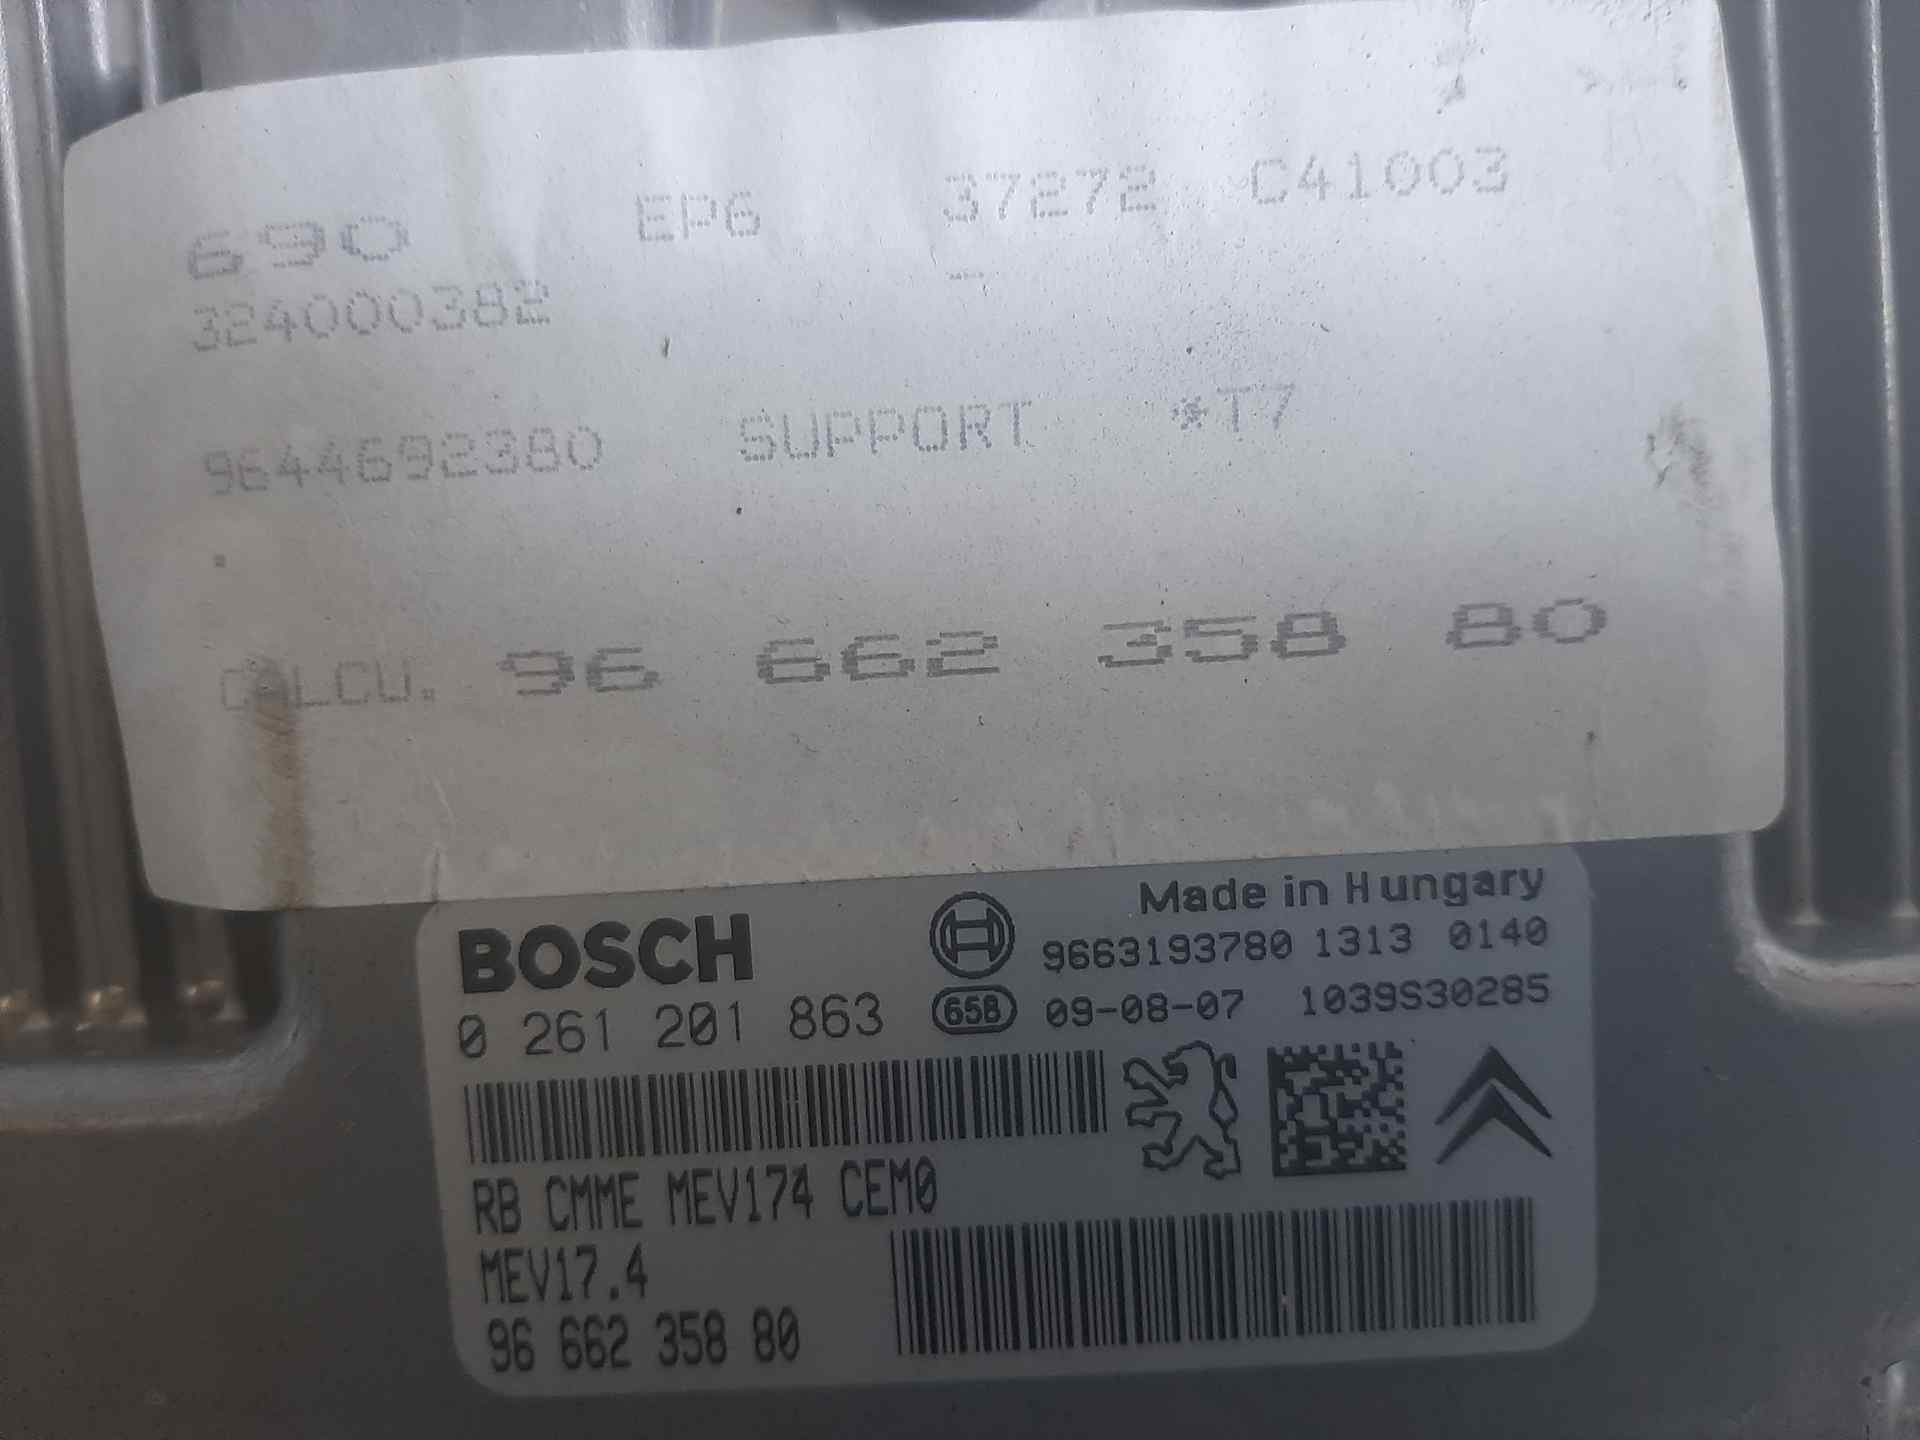 690 EP6 37272 C41003
324000382 -
9644692380 SUPPORT *T7
CALCU. 96 662 358 80
BOSCH
Made in Hungary
9663193780 1313 0140
0 261 201 863
658 09-08-07 1039S30285
RB CMME MEV174 CEM0
MEV17.4
96 662 358 80